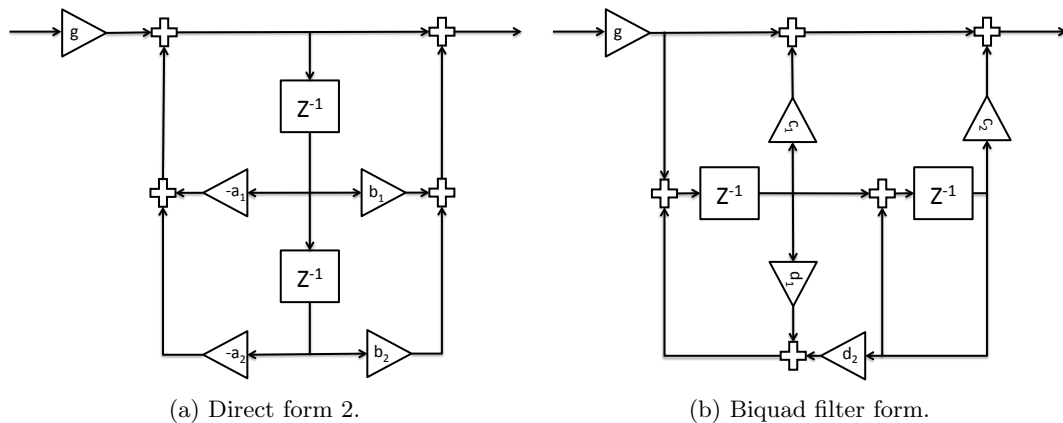 g
Z⁻¹
-a₁
b₁
Z⁻¹
-a₂
b₂
(a) Direct form 2.
g
c₁
c₂
Z⁻¹
Z⁻¹
d₁
d₂
(b) Biquad filter form.